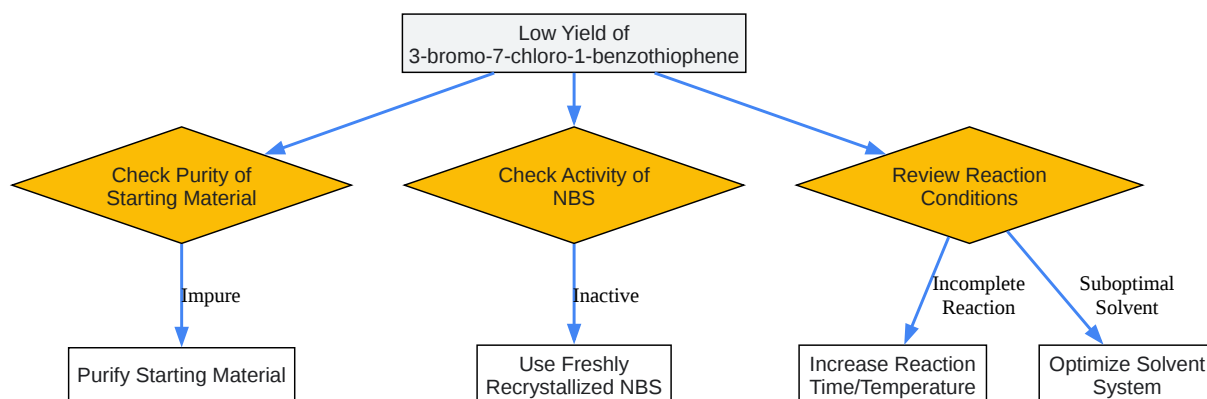 Low Yield of
3-bromo-7-chloro-1-benzothiophene
Check Purity of
Starting Material
Check Activity of
NBS
Review Reaction
Conditions
Impure
Inactive
Incomplete
Reaction
Suboptimal
Solvent
Purify Starting Material
Use Freshly
Recrystallized NBS
Increase Reaction
Time/Temperature
Optimize Solvent
System